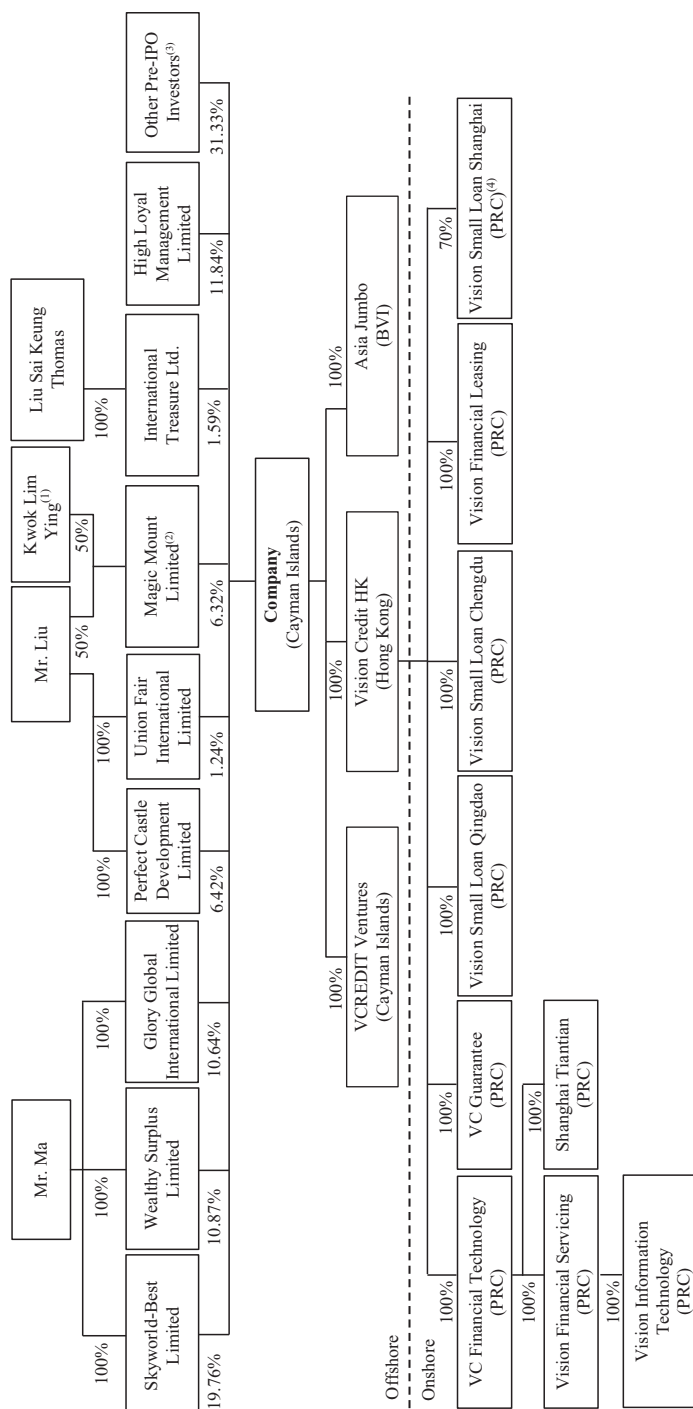 Mr. Ma
Mr. Liu
Kwok Lim
Ying(1)
Liu Sai Keung
Thomas
100%
100%
100%
100%
100%
50%
50%
100%
Skyworld-Best
Limited
Wealthy Surplus
Limited
Glory Global
International Limited
Perfect Castle
Development
Limited
Union Fair
International
Limited
Magic Mount
Limited(2)
International
Treasure Ltd.
High Loyal
Management
Limited
Other Pre-IPO
Investors(3)
19.76%
10.87%
10.64%
6.42%
1.24%
6.32%
1.59%
11.84%
31.33%
Company
(Cayman Islands)
100%
100%
100%
VCREDIT Ventures
(Cayman Islands)
Vision Credit HK
(Hong Kong)
Asia Jumbo
(BVI)
Offshore
Onshore
100%
100%
100%
100%
100%
70%
VC Financial Technology
(PRC)
VC Guarantee
(PRC)
Vision Small Loan Qingdao
(PRC)
Vision Small Loan Chengdu
(PRC)
Vision Financial Leasing
(PRC)
Vision Small Loan Shanghai
(PRC)(4)
100%
100%
Vision Financial Servicing
(PRC)
Shanghai Tiantian
(PRC)
100%
Vision Information
Technology
(PRC)